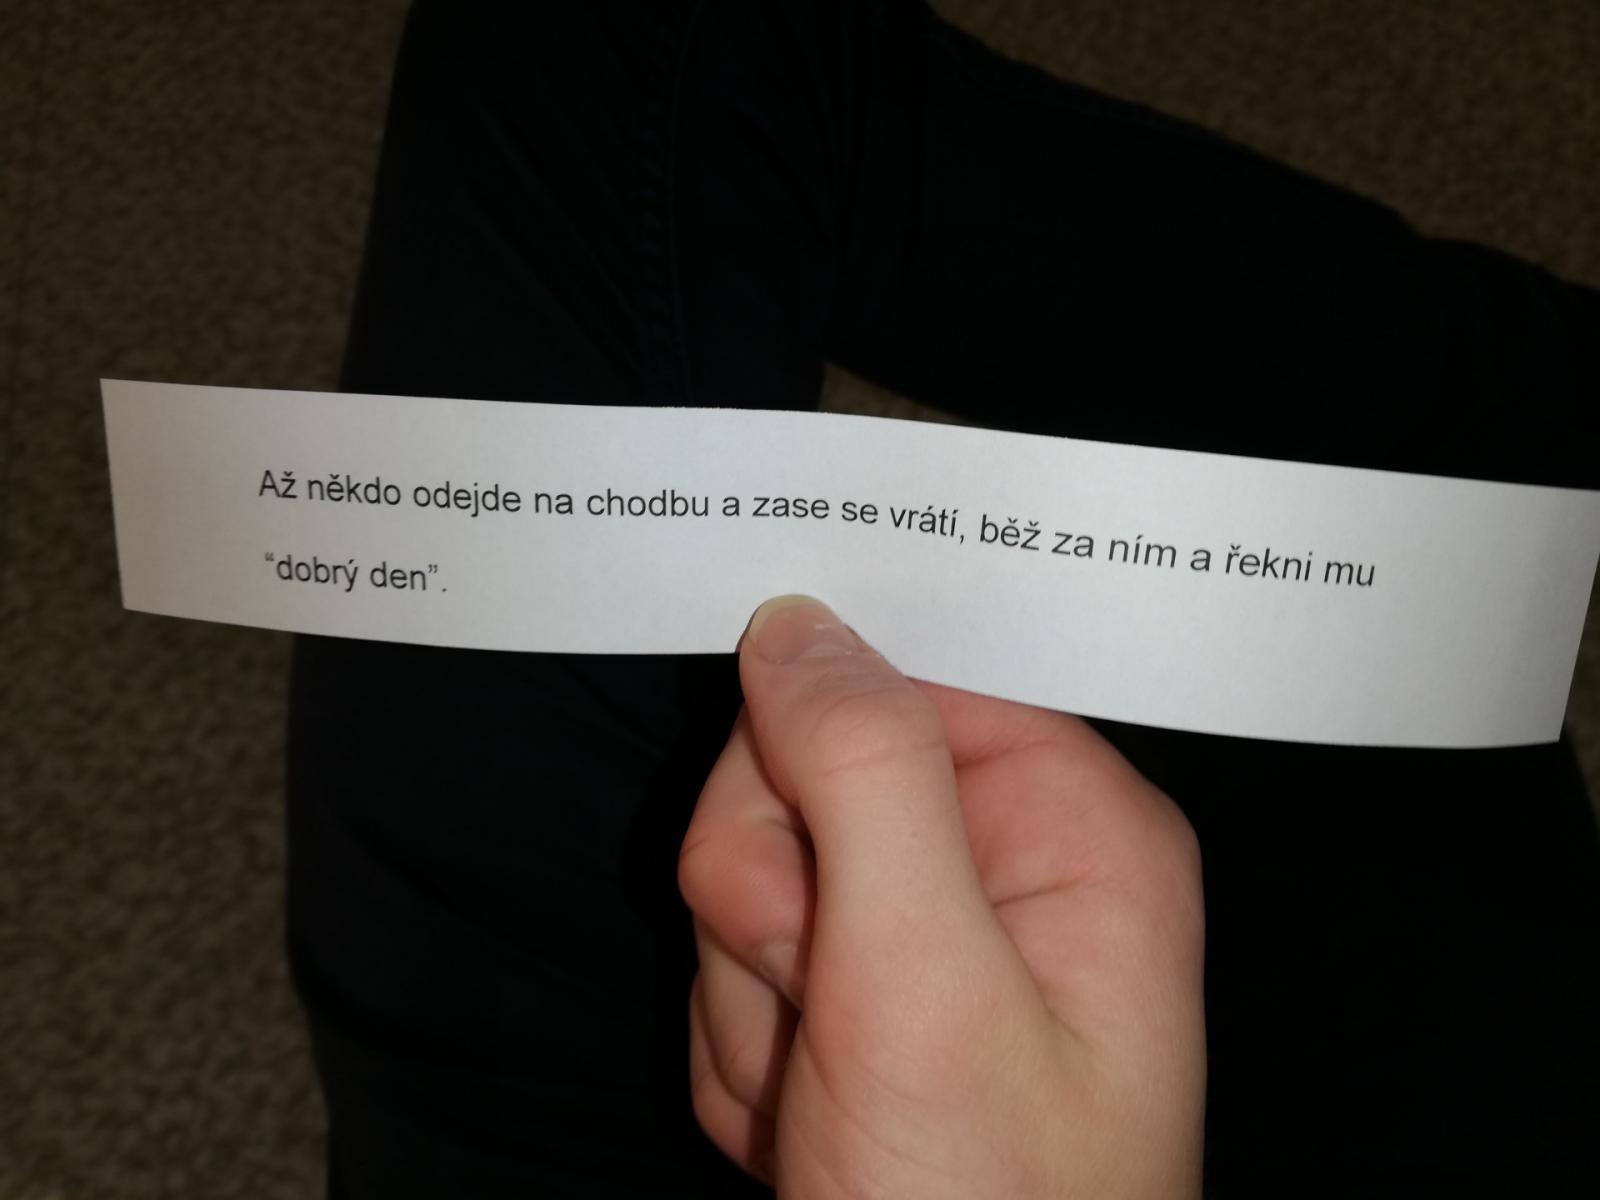 Až někdo odejde na chodbu a zase se vrátí, běž za ním a řekni mu
“dobrý den”.